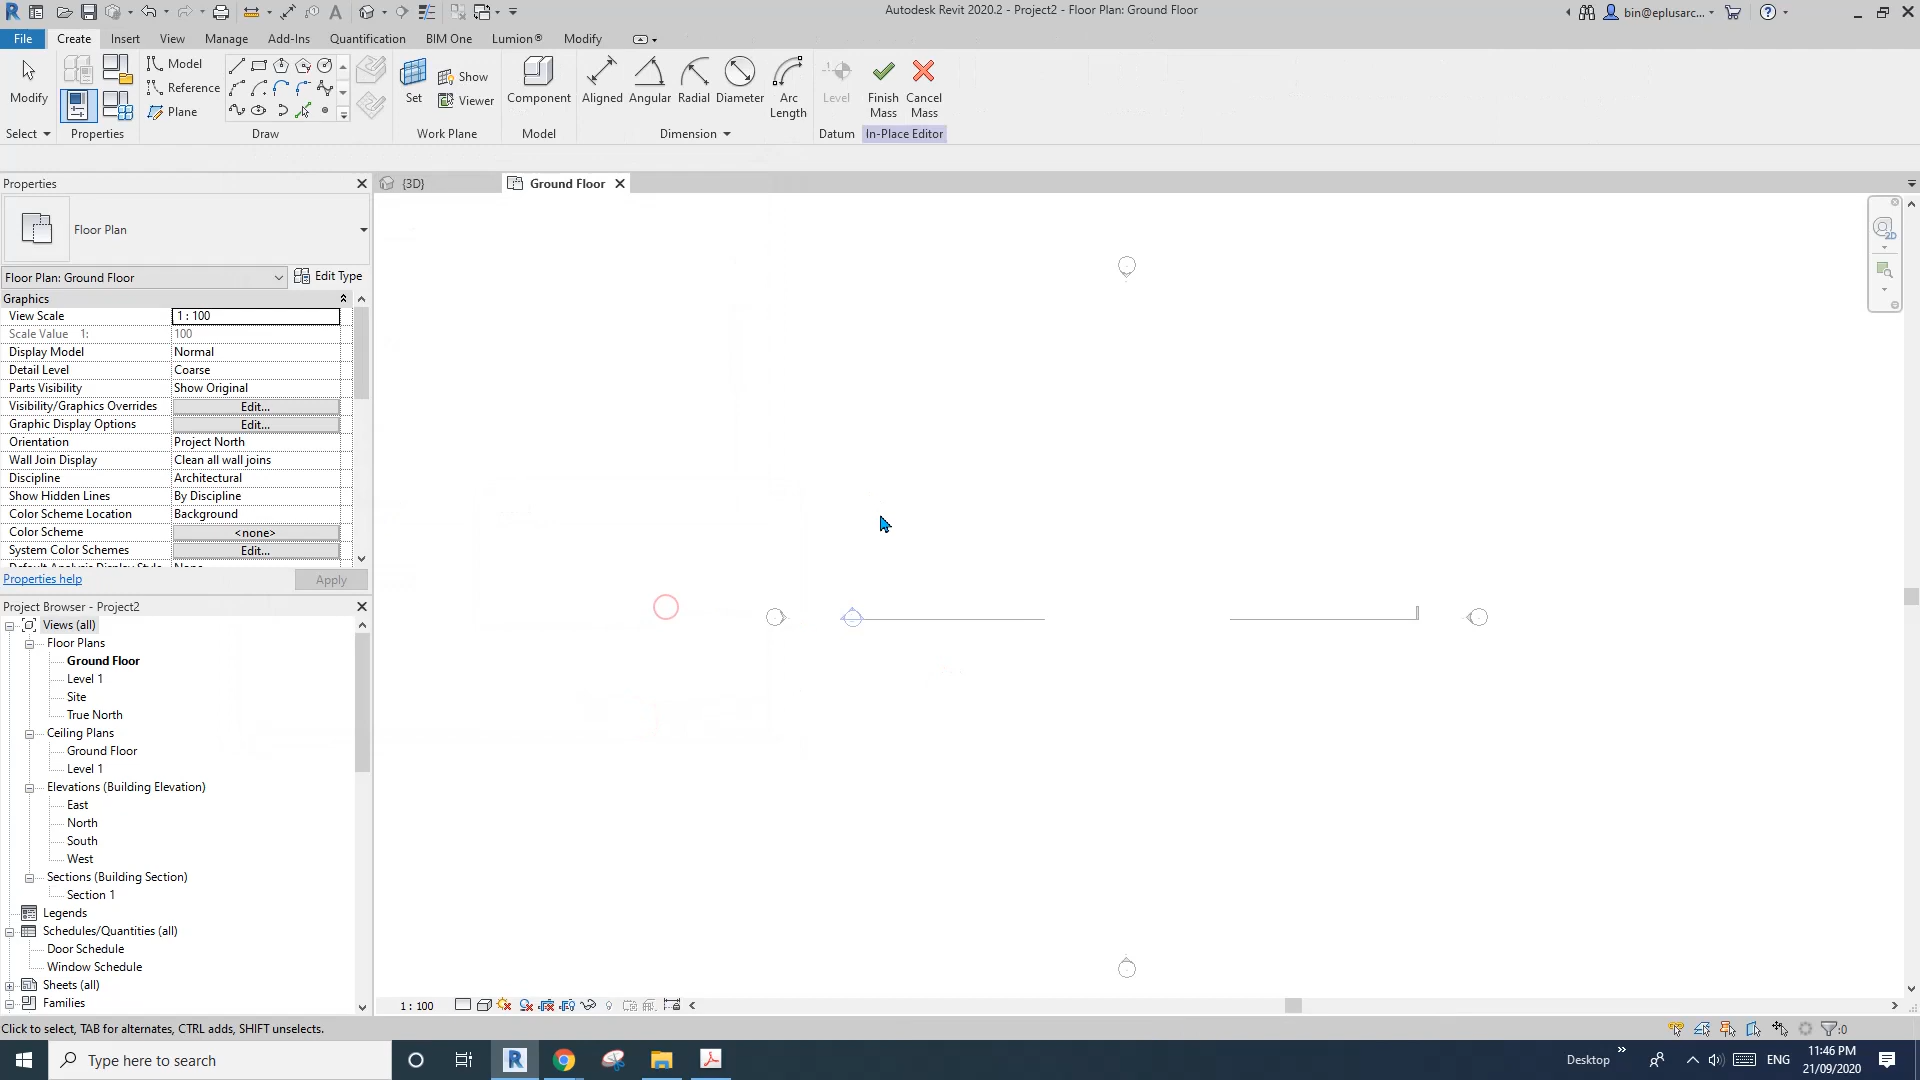 Autodesk Revit 2020.2 - Project2 - Floor Plan: Ground Floor
bin@eplusarc...
File Create Insert View Manage Add-Ins Quantification BIM One Lumion® Modify
Modify
Model
Reference
Plane
Set
Show
Viewer
Component
Aligned Angular Radial Diameter Arc Length
Level
Finish Mass
Cancel Mass
Select Properties Draw Work Plane Model Dimension Datum In-Place Editor
Properties
{3D}
Ground Floor
Floor Plan
Floor Plan: Ground Floor
Edit Type
Graphics
View Scale 1 : 100
Scale Value 1: 100
Display Model Normal
Detail Level Coarse
Parts Visibility Show Original
Visibility/Graphics Overrides Edit...
Graphic Display Options Edit...
Orientation Project North
Wall Join Display Clean all wall joins
Discipline Architectural
Show Hidden Lines By Discipline
Color Scheme Location Background
Color Scheme <none>
System Color Schemes Edit...
Properties help
Apply
Project Browser - Project2
Views (all)
Floor Plans
Ground Floor
Level 1
Site
True North
Ceiling Plans
Ground Floor
Level 1
Elevations (Building Elevation)
East
North
South
West
Sections (Building Section)
Section 1
Legends
Schedules/Quantities (all)
Door Schedule
Window Schedule
Sheets (all)
Families
1 : 100
Click to select, TAB for alternates, CTRL adds, SHIFT unselects.
:0
Type here to search
Desktop
ENG
11:46 PM
21/09/2020